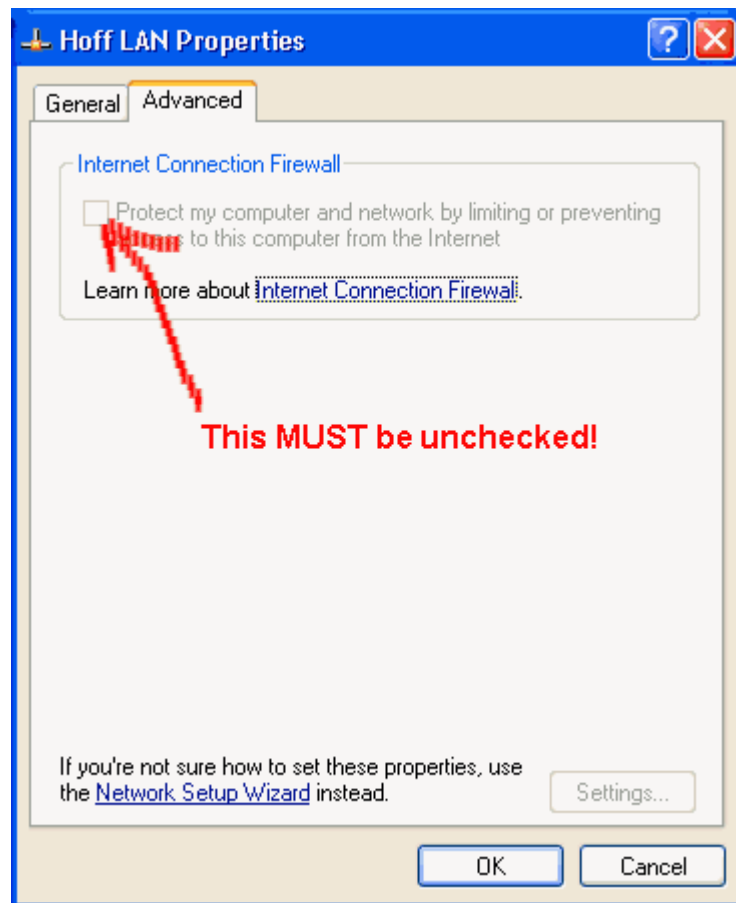 Hoff LAN Properties
General Advanced
Internet Connection Firewall
Protect my computer and network by limiting or preventing
to this computer from the Internet
Learn more about Internet Connection Firewall.
This MUST be unchecked!
If you're not sure how to set these properties, use
the Network Setup Wizard instead.
Settings...
OK Cancel